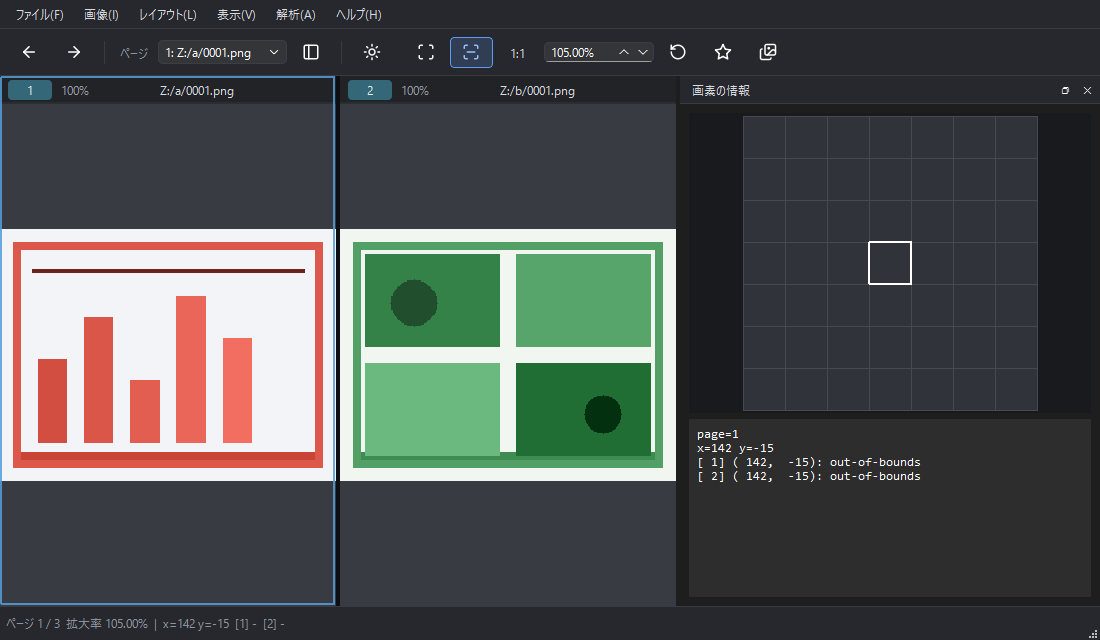 ファイル(F) 画像(I) レイアウト(L) 表示(V) 解析(A) ヘルプ(H)
ページ 1: Z:/a/0001.png 1:1 105.00%
1 100% Z:/a/0001.png
2 100% Z:/b/0001.png
画素の情報
page=1
x=142 y=-15
[ 1] ( 142,  -15): out-of-bounds
[ 2] ( 142,  -15): out-of-bounds
ページ 1 / 3 拡大率 105.00% | x=142 y=-15 [1] - [2] -